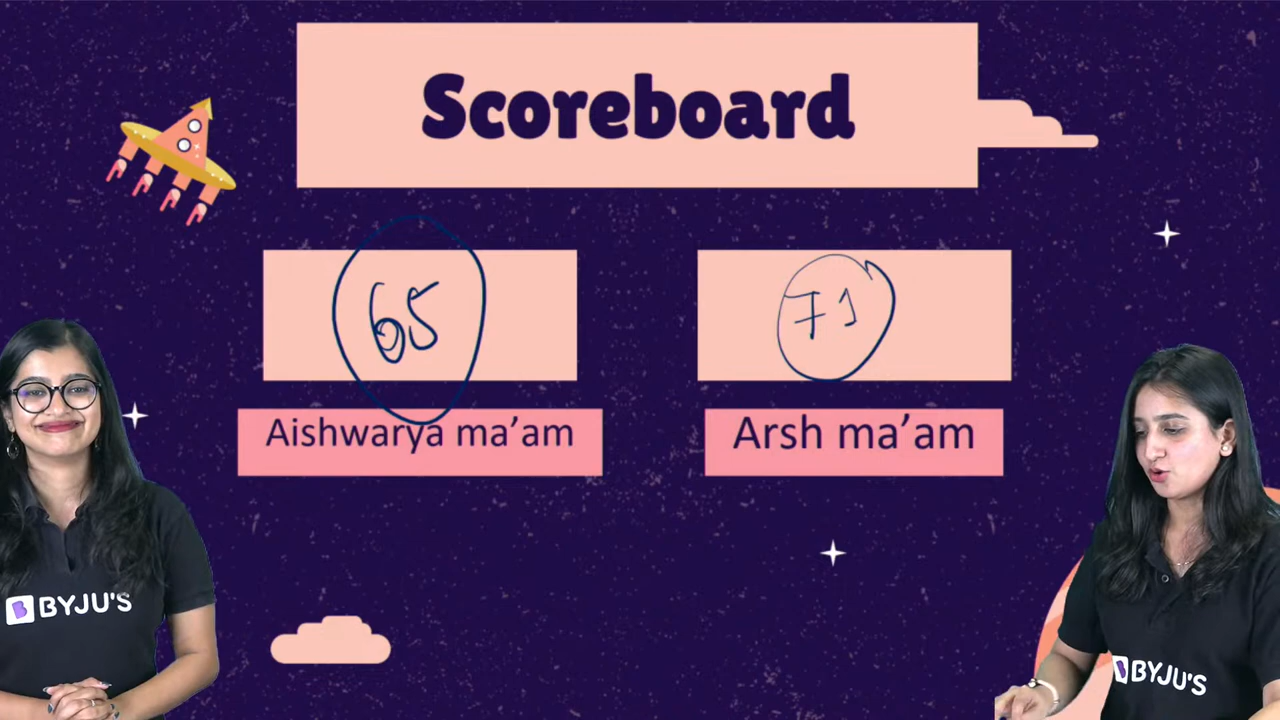 Scoreboard
65
71
Aishwarya ma’am
Arsh ma’am
B BYJU'S
B BYJU'S